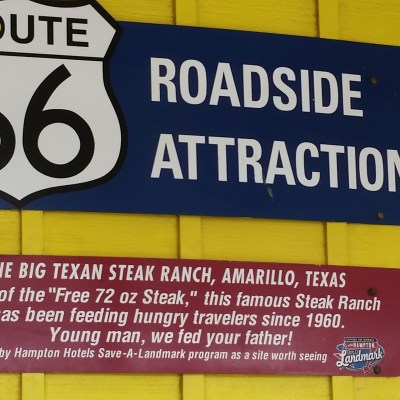 OUTE
66
ROADSIDE
ATTRACTION
HE BIG TEXAN STEAK RANCH, AMARILLO, TEXAS
of the "Free 72 oz Steak," this famous Steak Ranch
as been feeding hungry travelers since 1960.
Young man, we fed your father!
by Hampton Hotels Save-A-Landmark program as a site worth seeing
HAMPTON
Landmark